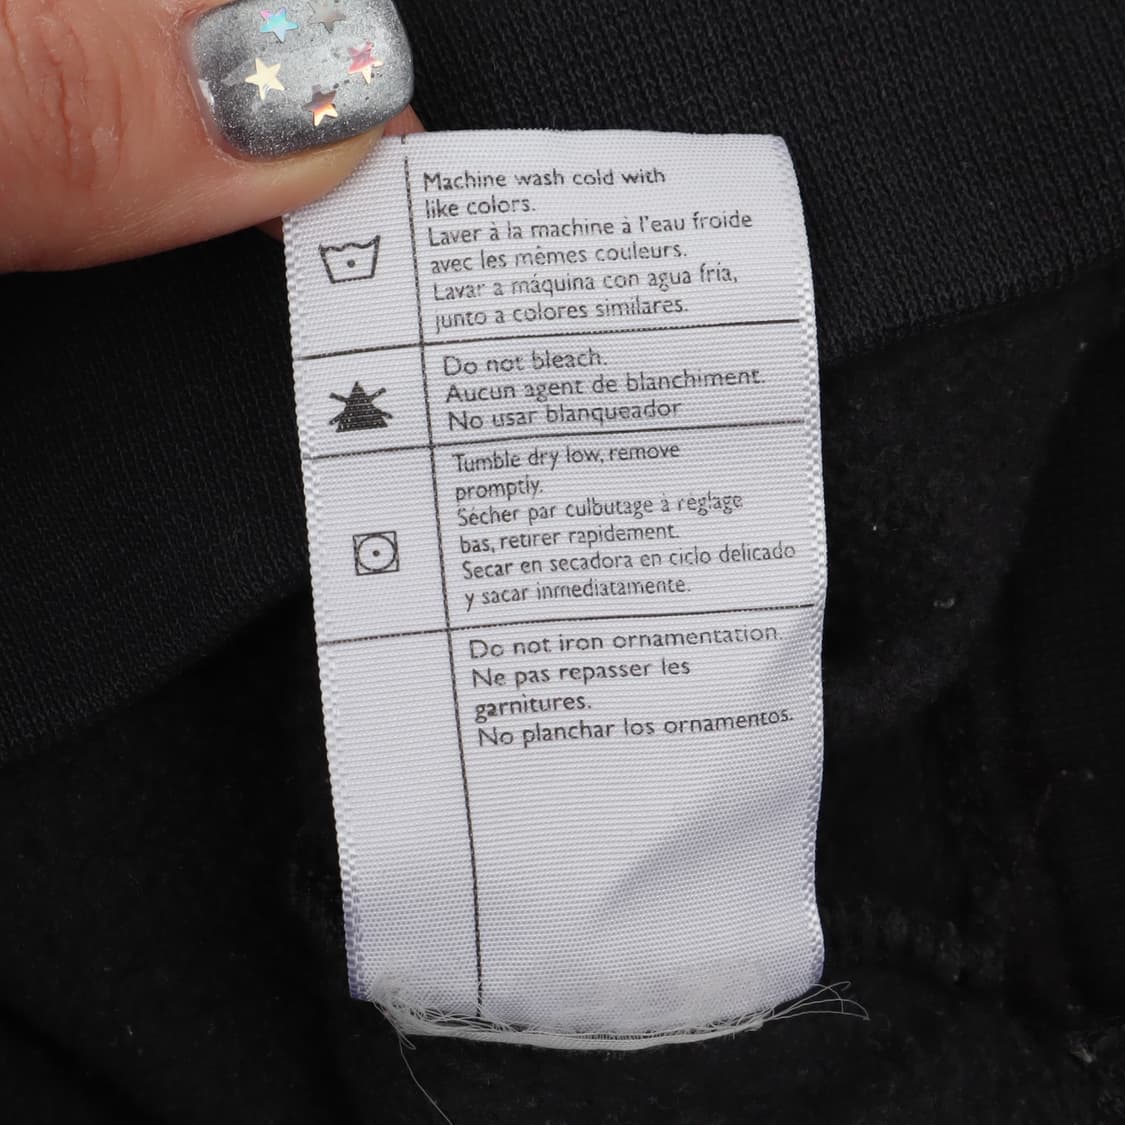 Machine wash cold with
like colors.
Laver à la machine à l'eau froide
avec les mêmes couleurs.
Lavar a máquina con agua fría,
junto a colores similares.
Do not bleach.
Aucun agent de blanchiment.
No usar blanqueador
Tumble dry low, remove
promptly.
Sécher par culbutage à réglage
bas, retirer rapidement.
Secar en secadora en ciclo delicado
y sacar inmediatamente.
Do not iron ornamentation.
Ne pas repasser les
garnitures.
No planchar los ornamentos.